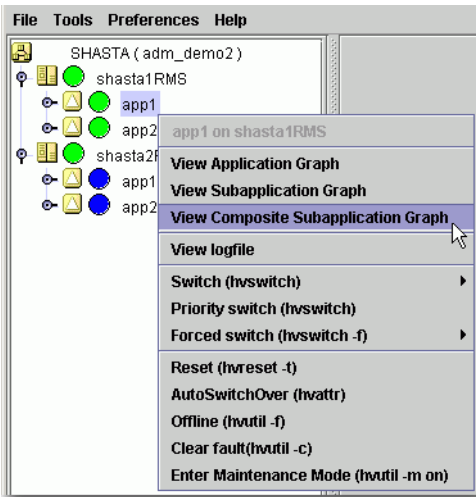 File Tools Preferences Help
SHASTA ( adm_demo2 )
shasta1RMS
app1
app2
app1 on shasta1RMS
shasta2
app1
app2
View Application Graph
View Subapplication Graph
View Composite Subapplication Graph
View logfile
Switch (hvswitch)
Priority switch (hvswitch)
Forced switch (hvswitch -f)
Reset (hvreset -t)
AutoSwitchOver (hvattr)
Offline (hvutil -f)
Clear fault(hvutil -c)
Enter Maintenance Mode (hvutil -m on)